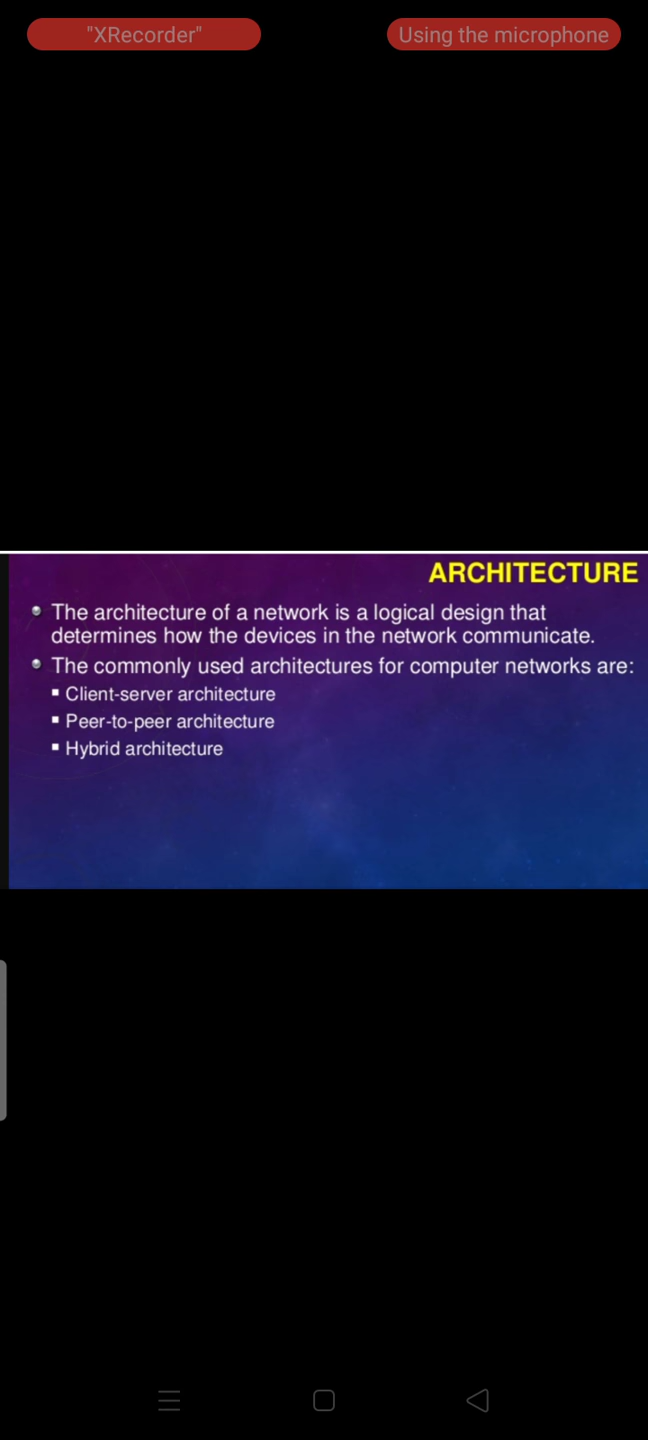 "XRecorder"
Using the microphone
ARCHITECTURE
The architecture of a network is a logical design that
determines how the devices in the network communicate.
The commonly used architectures for computer networks are:
Client-server architecture
Peer-to-peer architecture
Hybrid architecture